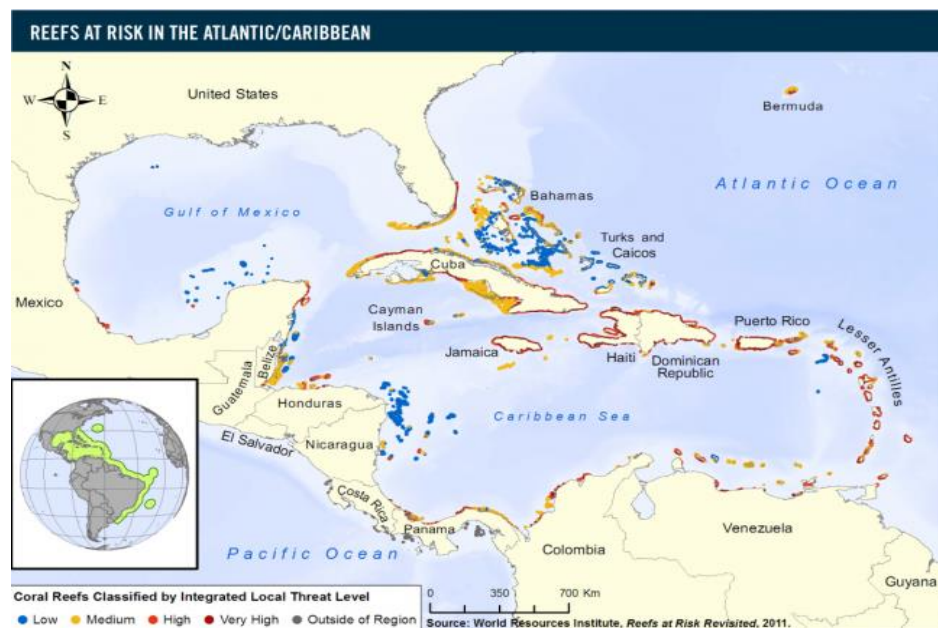 REEFS AT RISK IN THE ATLANTIC/CARIBBEAN
N
W E
S
United States
Bermuda
Atlantic Ocean
Gulf of Mexico
Bahamas
Turks and
Caicos
Cuba
Mexico
Cayman
Islands
Puerto Rico
Lesser Antilles
Jamaica
Haiti
Dominican
Republic
Belize
Guatemala
Honduras
Caribbean Sea
El Salvador
Nicaragua
Costa Rica
Panama
Venezuela
Colombia
Guyana
Pacific Ocean
Coral Reefs Classified by Integrated Local Threat Level
Low Medium High Very High Outside of Region
0 350 700 Km
Source: World Resources Institute, Reefs at Risk Revisited, 2011.